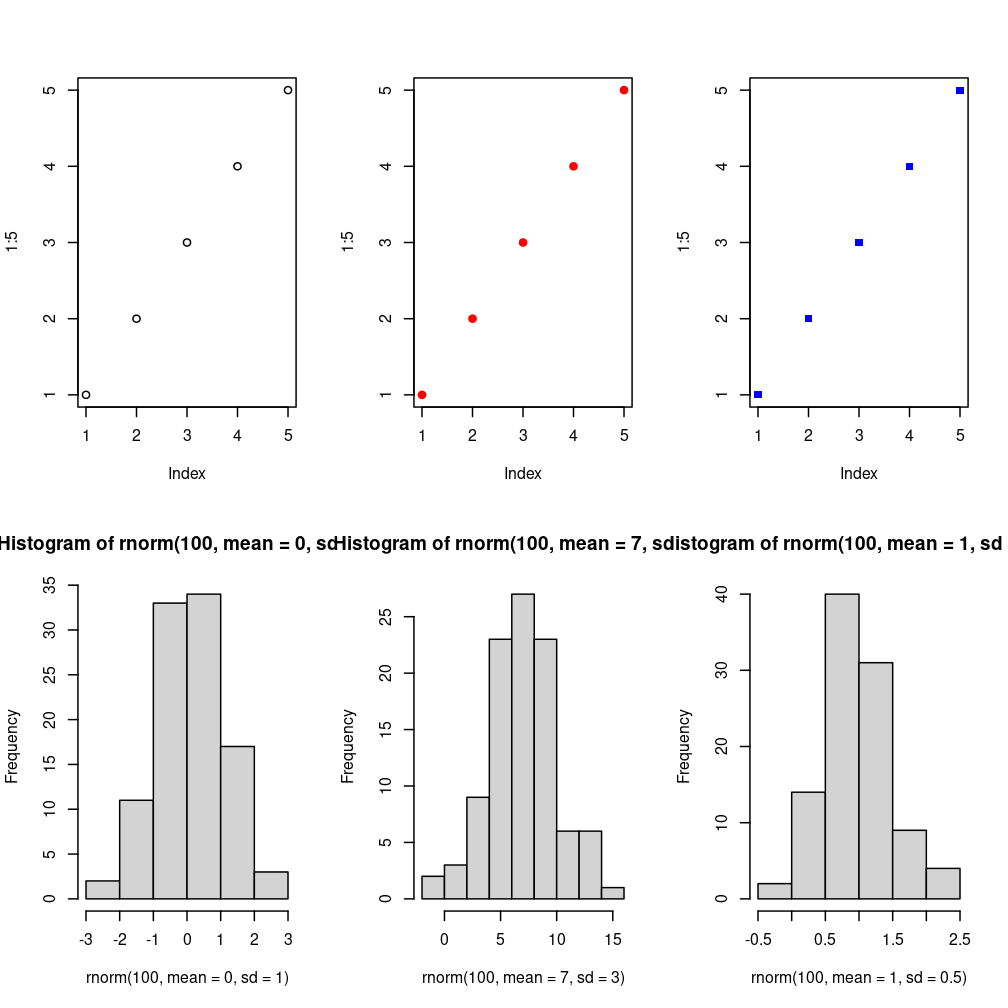 1:5
5
4
3
2
1
1 2 3 4 5
Index
1:5
5
4
3
2
1
1 2 3 4 5
Index
1:5
5
4
3
2
1
1 2 3 4 5
Index
Histogram of rnorm(100, mean = 0, sd
Histogram of rnorm(100, mean = 7, sd
istogram of rnorm(100, mean = 1, sd
Frequency
35
30
25
20
15
10
5
0
-3 -2 -1 0 1 2 3
rnorm(100, mean = 0, sd = 1)
Frequency
25
20
15
10
5
0
0 5 10 15
rnorm(100, mean = 7, sd = 3)
Frequency
40
30
20
10
0
-0.5 0.5 1.5 2.5
rnorm(100, mean = 1, sd = 0.5)